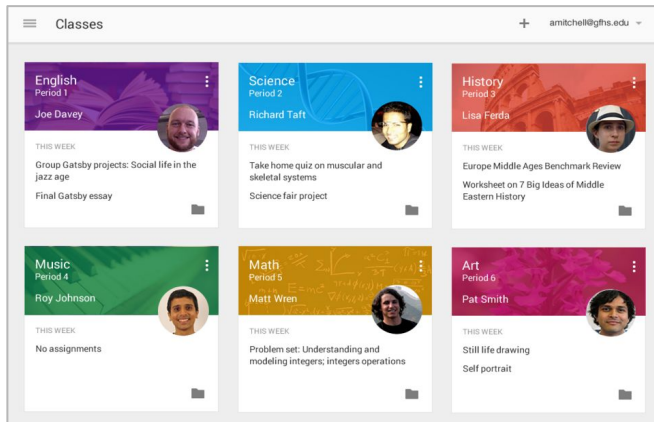 Classes
amitchell@gfhs.edu
English
Period 1
Joe Davey
THIS WEEK
Group Gatsby projects: Social life in the
jazz age
Final Gatsby essay
Science
Period 2
Richard Taft
THIS WEEK
Take home quiz on muscular and
skeletal systems
Science fair project
History
Period 3
Lisa Ferda
THIS WEEK
Europe Middle Ages Benchmark Review
Worksheet on 7 Big Ideas of Middle
Eastern History
Music
Period 4
Roy Johnson
THIS WEEK
No assignments
Math
Period 5
Matt Wren
THIS WEEK
Problem set: Understanding and
modeling integers; integers operations
Art
Period 6
Pat Smith
THIS WEEK
Still life drawing
Self portrait